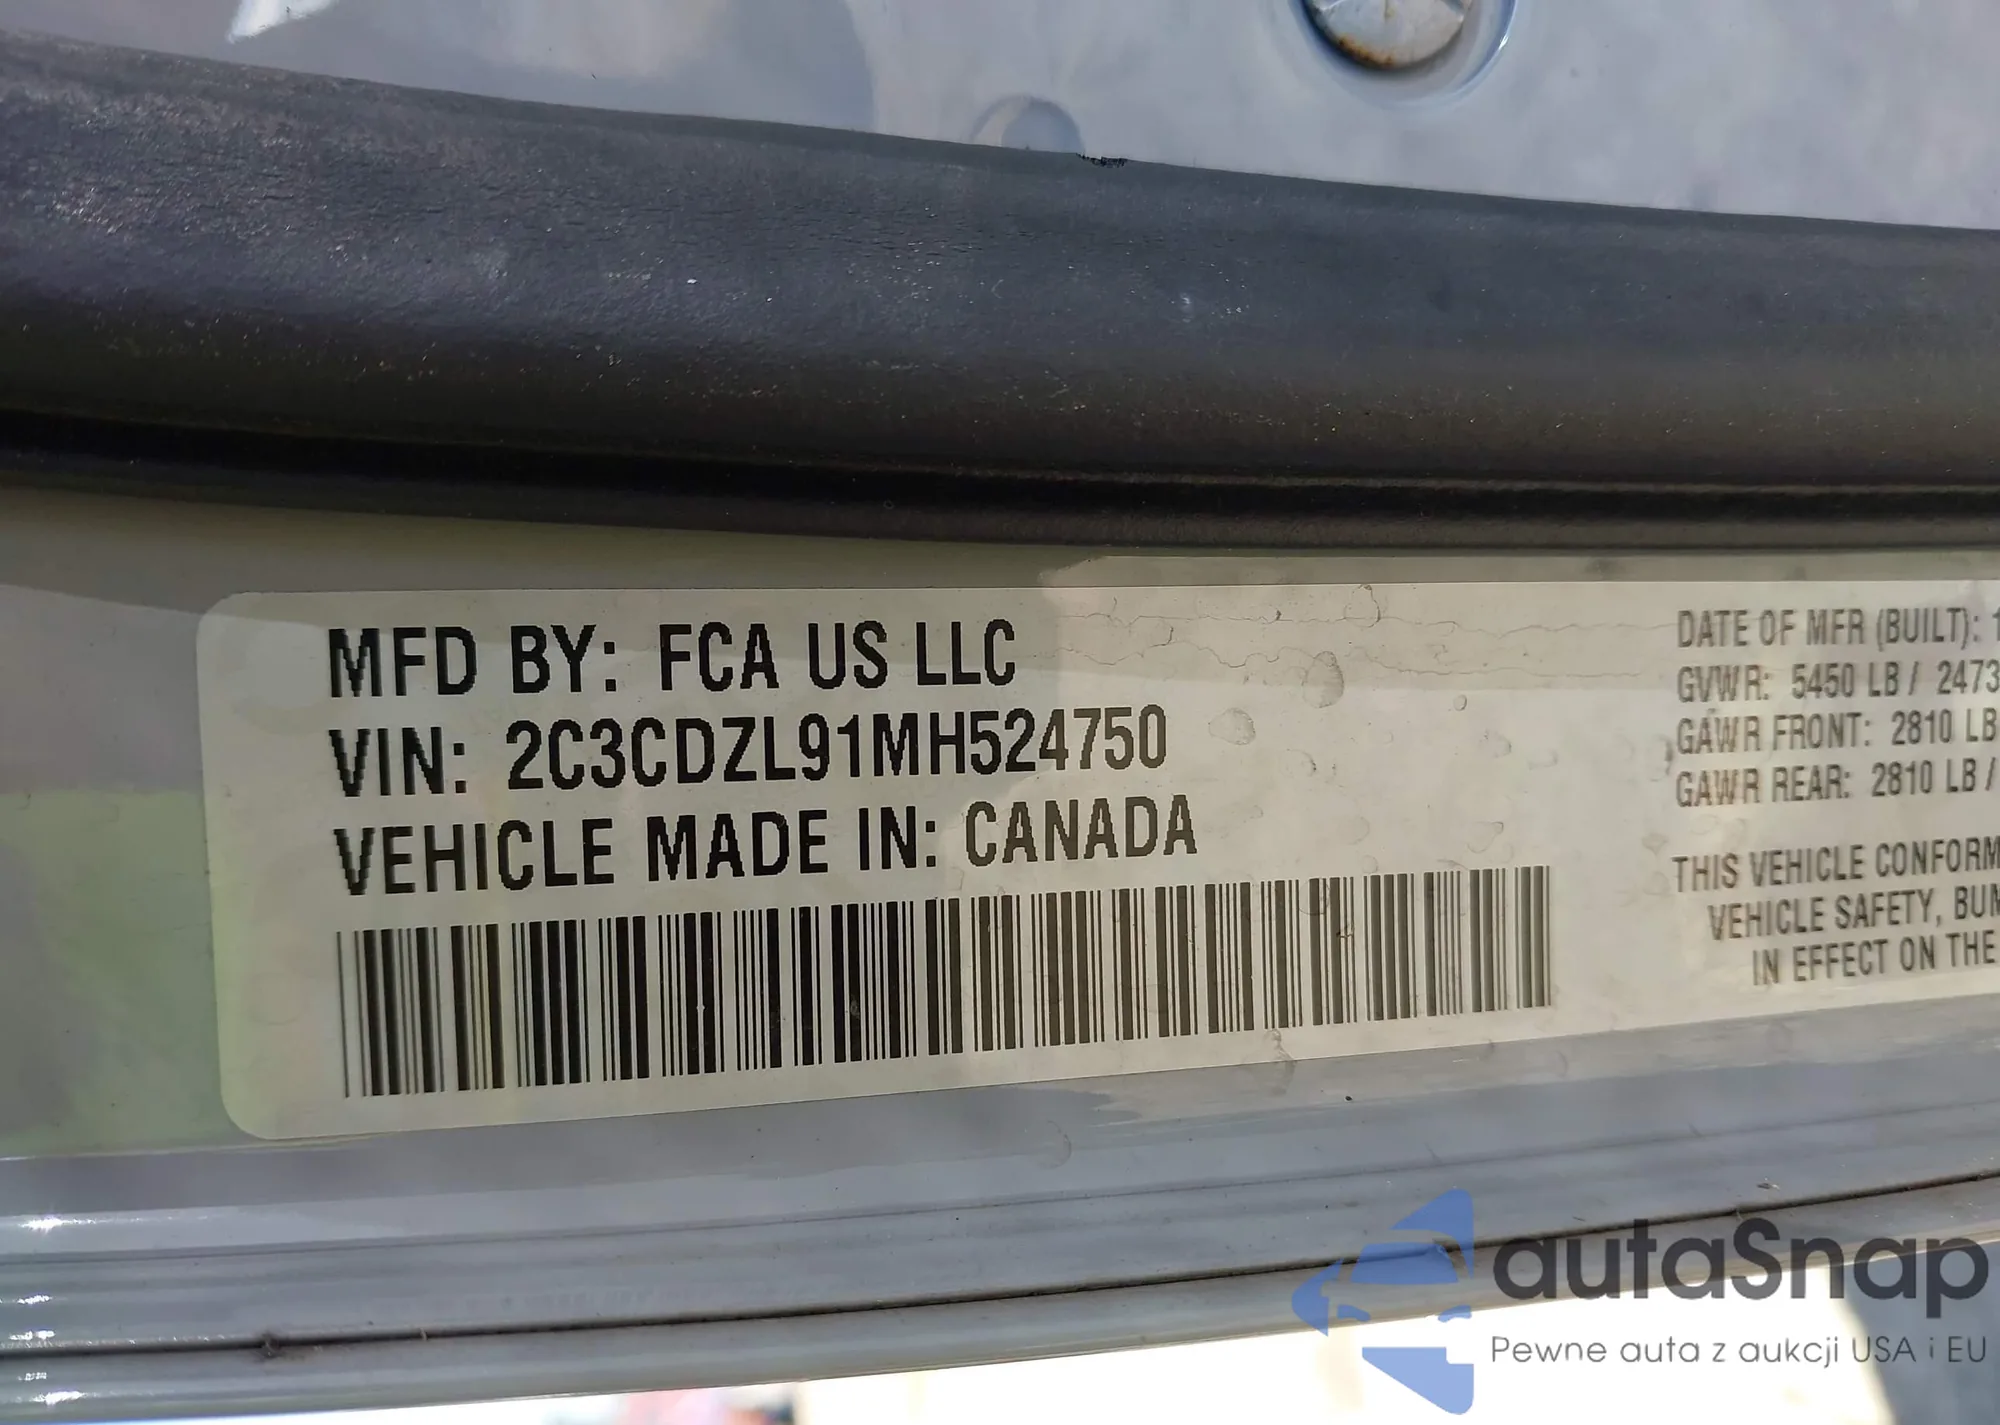 MFD BY: FCA US LLC
VIN: 2C3CDZL91MH524750
VEHICLE MADE IN: CANADA
DATE OF MFR (BUILT): 1
GVWR: 5450 LB / 2473
GAWR FRONT: 2810 LB
GAWR REAR: 2810 LB /
THIS VEHICLE CONFORM
VEHICLE SAFETY, BUM
IN EFFECT ON THE
autaSnap
Pewne auta z aukcji USA i EU